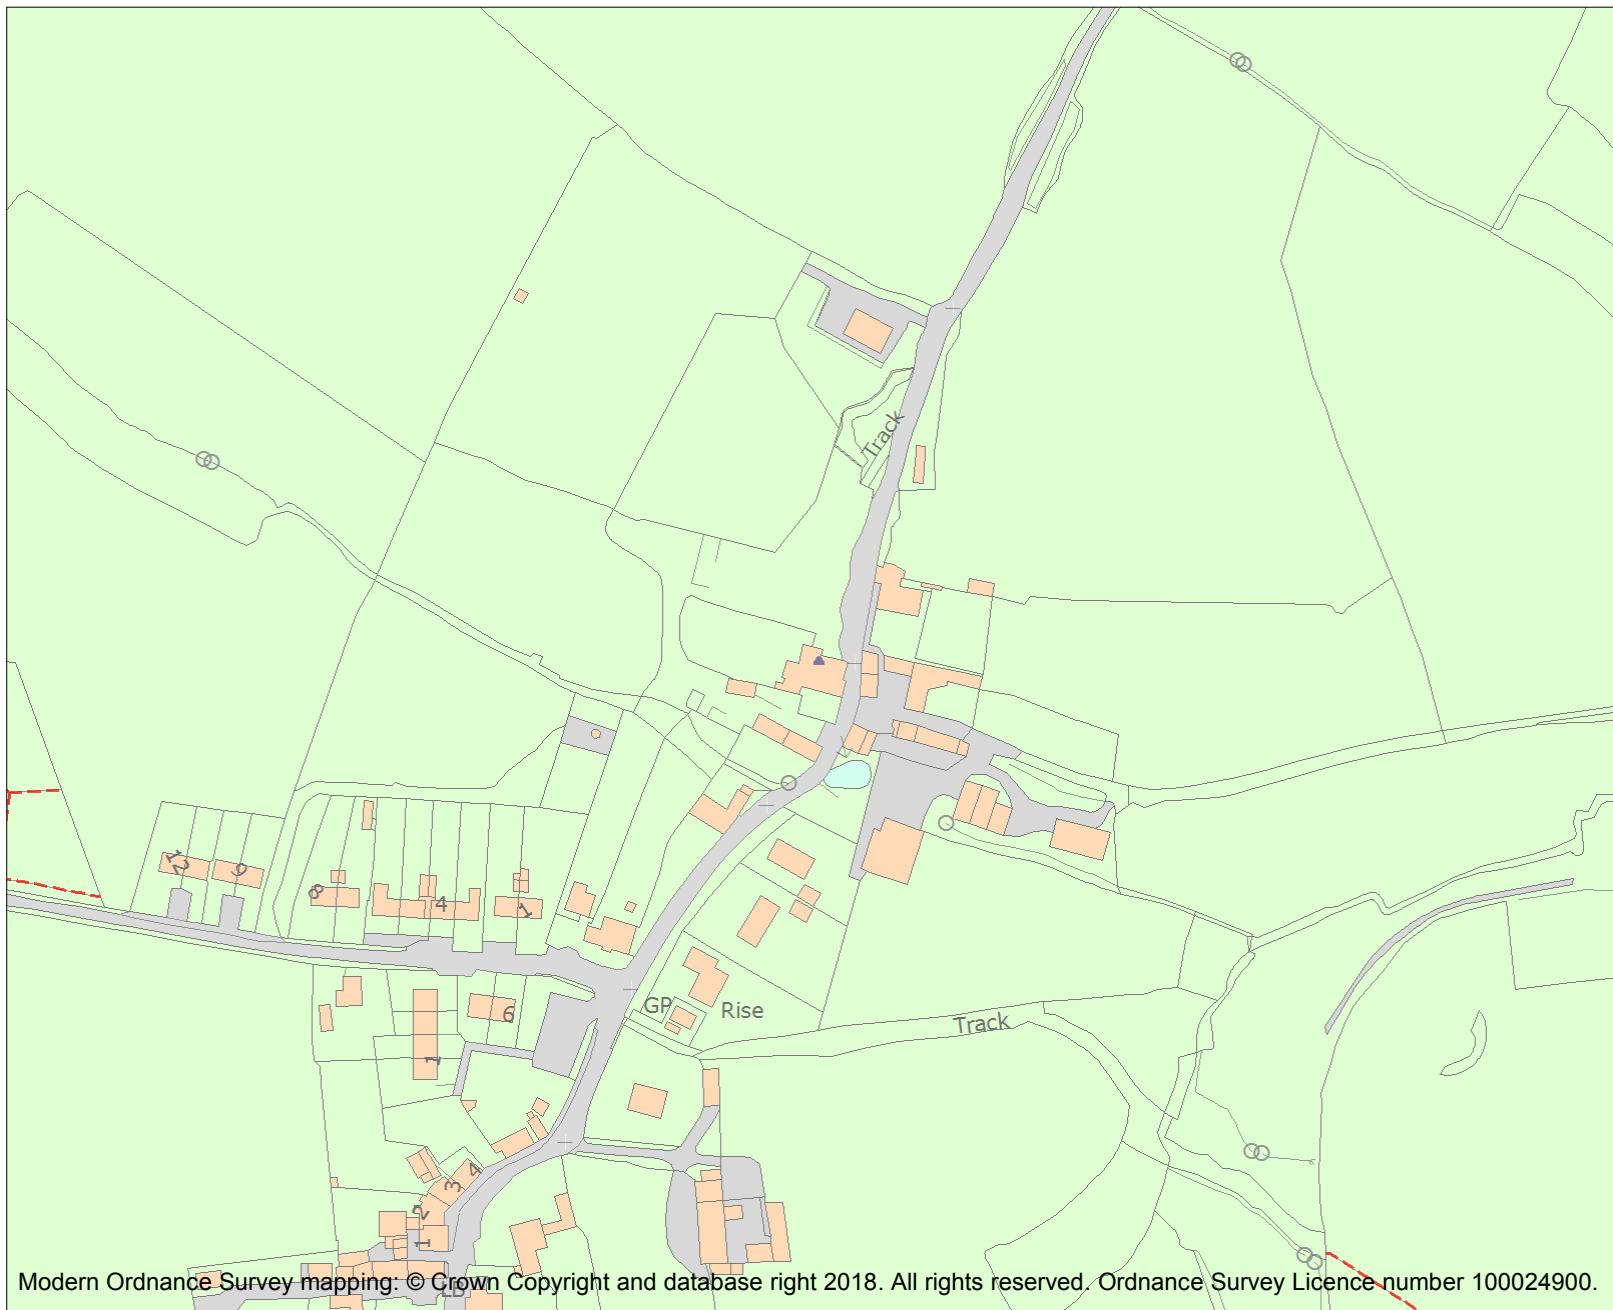 Track
12
9
8
4
1
GP
Rise
6
Track
1
4
3
2
1
LB
Modern Ordnance Survey mapping: © Crown Copyright and database right 2018. All rights reserved. Ordnance Survey Licence number 100024900.